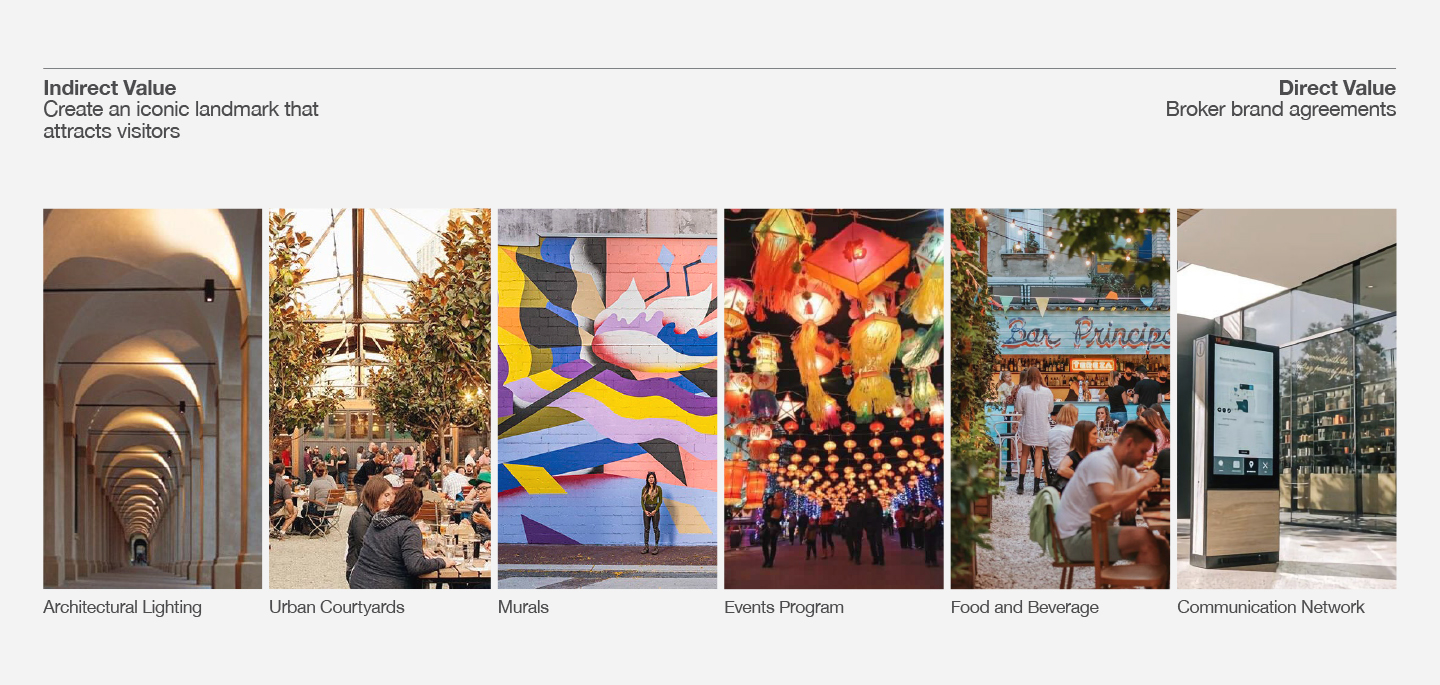 Indirect Value
Create an iconic landmark that
attracts visitors
Direct Value
Broker brand agreements
Bar Principa
Architectural Lighting
Urban Courtyards
Murals
Events Program
Food and Beverage
Communication Network